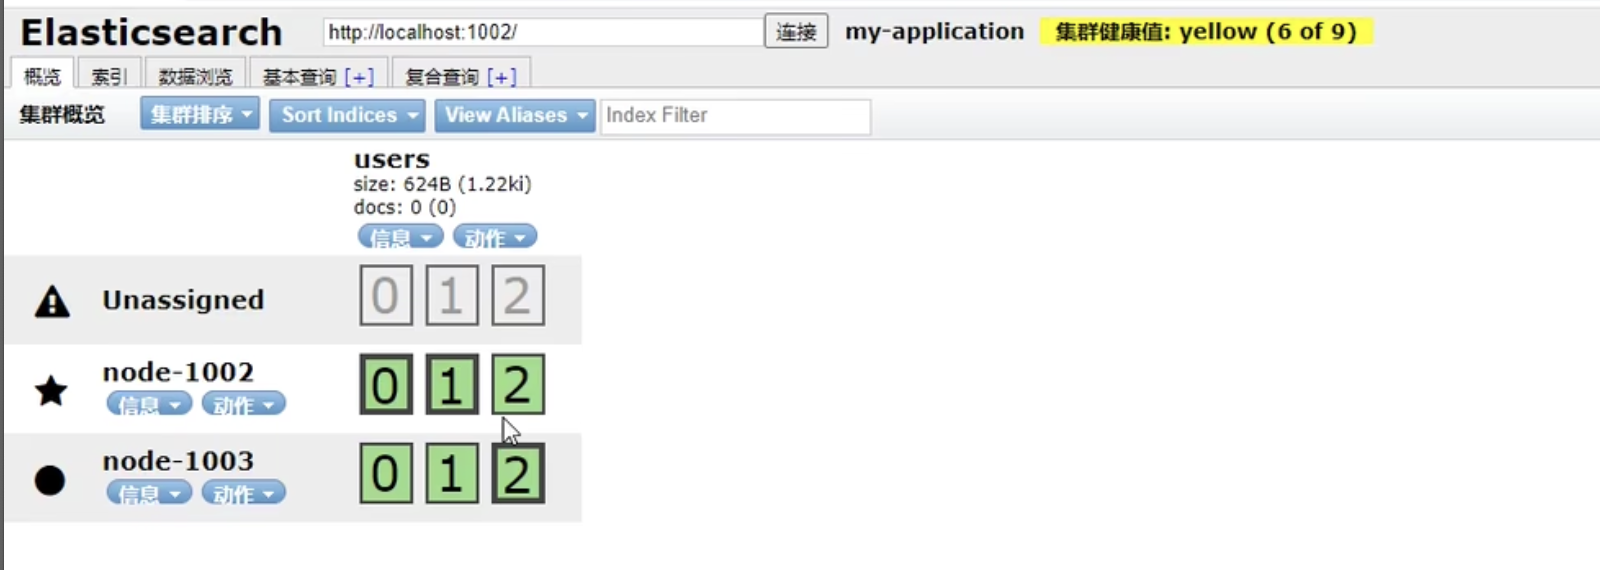 Elasticsearch http://localhost:1002/ 连接 my-application 集群健康值: yellow (6 of 9)
概览 索引 数据浏览 基本查询 [+] 复合查询 [+]
集群概览 集群排序 Sort Indices View Aliases Index Filter
users
size: 624B (1.22ki)
docs: 0 (0)
信息 动作
Unassigned 0 1 2
node-1002 0 1 2
信息 动作
node-1003 0 1 2
信息 动作